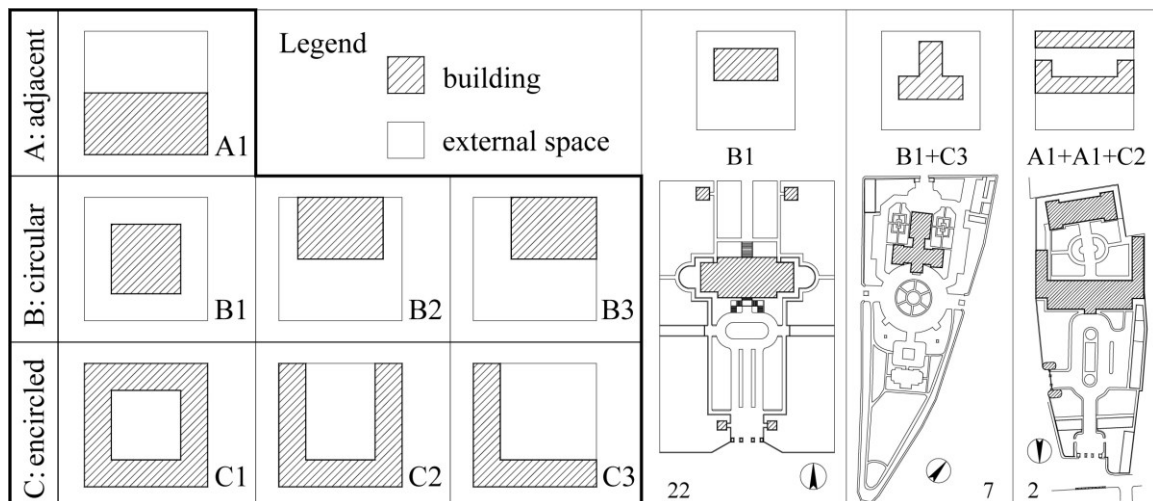 A: adjacent
A1
Legend
building
external space
B: circular
B1
B2
B3
C: encircled
C1
C2
C3
B1
22
B1+C3
7
A1+A1+C2
2